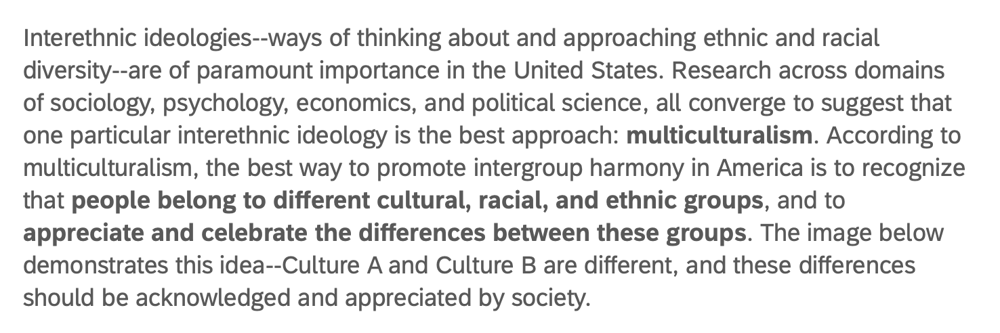 Interethnic ideologies--ways of thinking about and approaching ethnic and racial
diversity--are of paramount importance in the United States. Research across domains
of sociology, psychology, economics, and political science, all converge to suggest that
one particular interethnic ideology is the best approach: multiculturalism. According to
multiculturalism, the best way to promote intergroup harmony in America is to recognize
that people belong to different cultural, racial, and ethnic groups, and to
appreciate and celebrate the differences between these groups. The image below
demonstrates this idea--Culture A and Culture B are different, and these differences
should be acknowledged and appreciated by society.